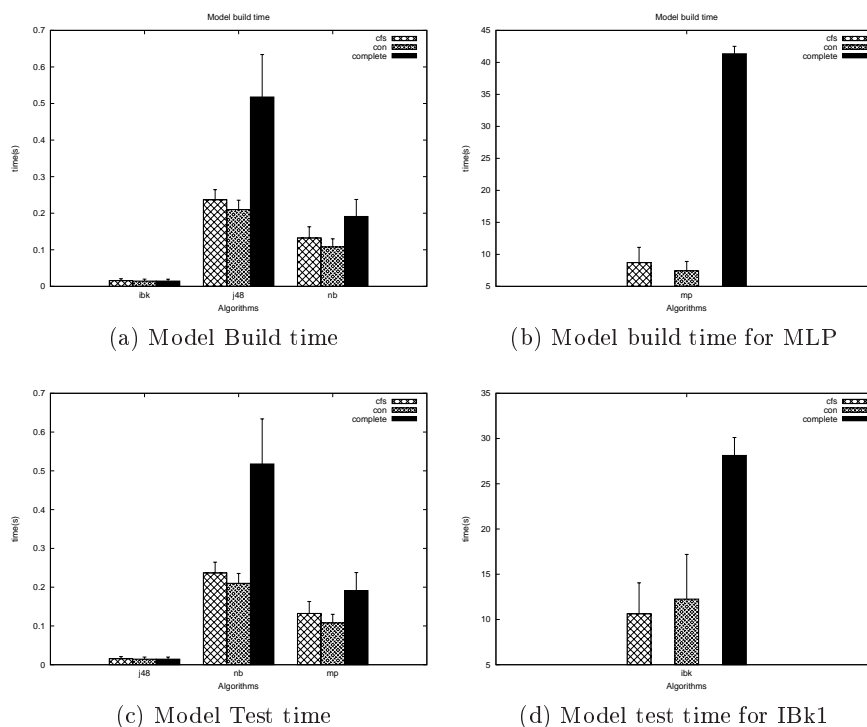 Model build time
0.7
0.6
0.5
0.4
0.3
0.2
0.1
0
time(s)
cfs
con
complete
ibk j48 nb
Algorithms
(a) Model Build time
Model build time
45
40
35
30
25
20
15
10
5
time(s)
cfs
con
complete
mp
Algorithms
(b) Model build time for MLP
0.7
0.6
0.5
0.4
0.3
0.2
0.1
0
time(s)
cfs
con
complete
j48 nb mp
Algorithms
(c) Model Test time
35
30
25
20
15
10
5
time(s)
cfs
con
complete
ibk
Algorithms
(d) Model test time for IBk1